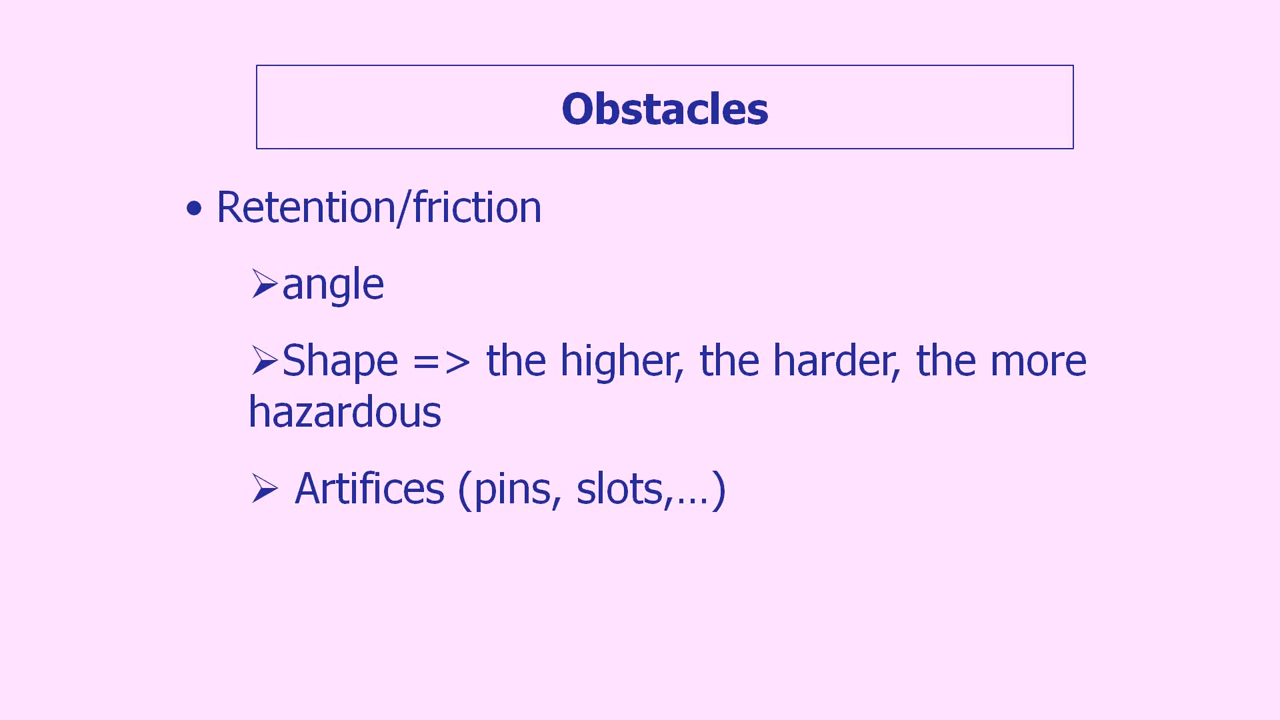 Obstacles
• Retention/friction
➢angle
➢Shape => the higher, the harder, the more
hazardous
➢ Artifices (pins, slots,…)